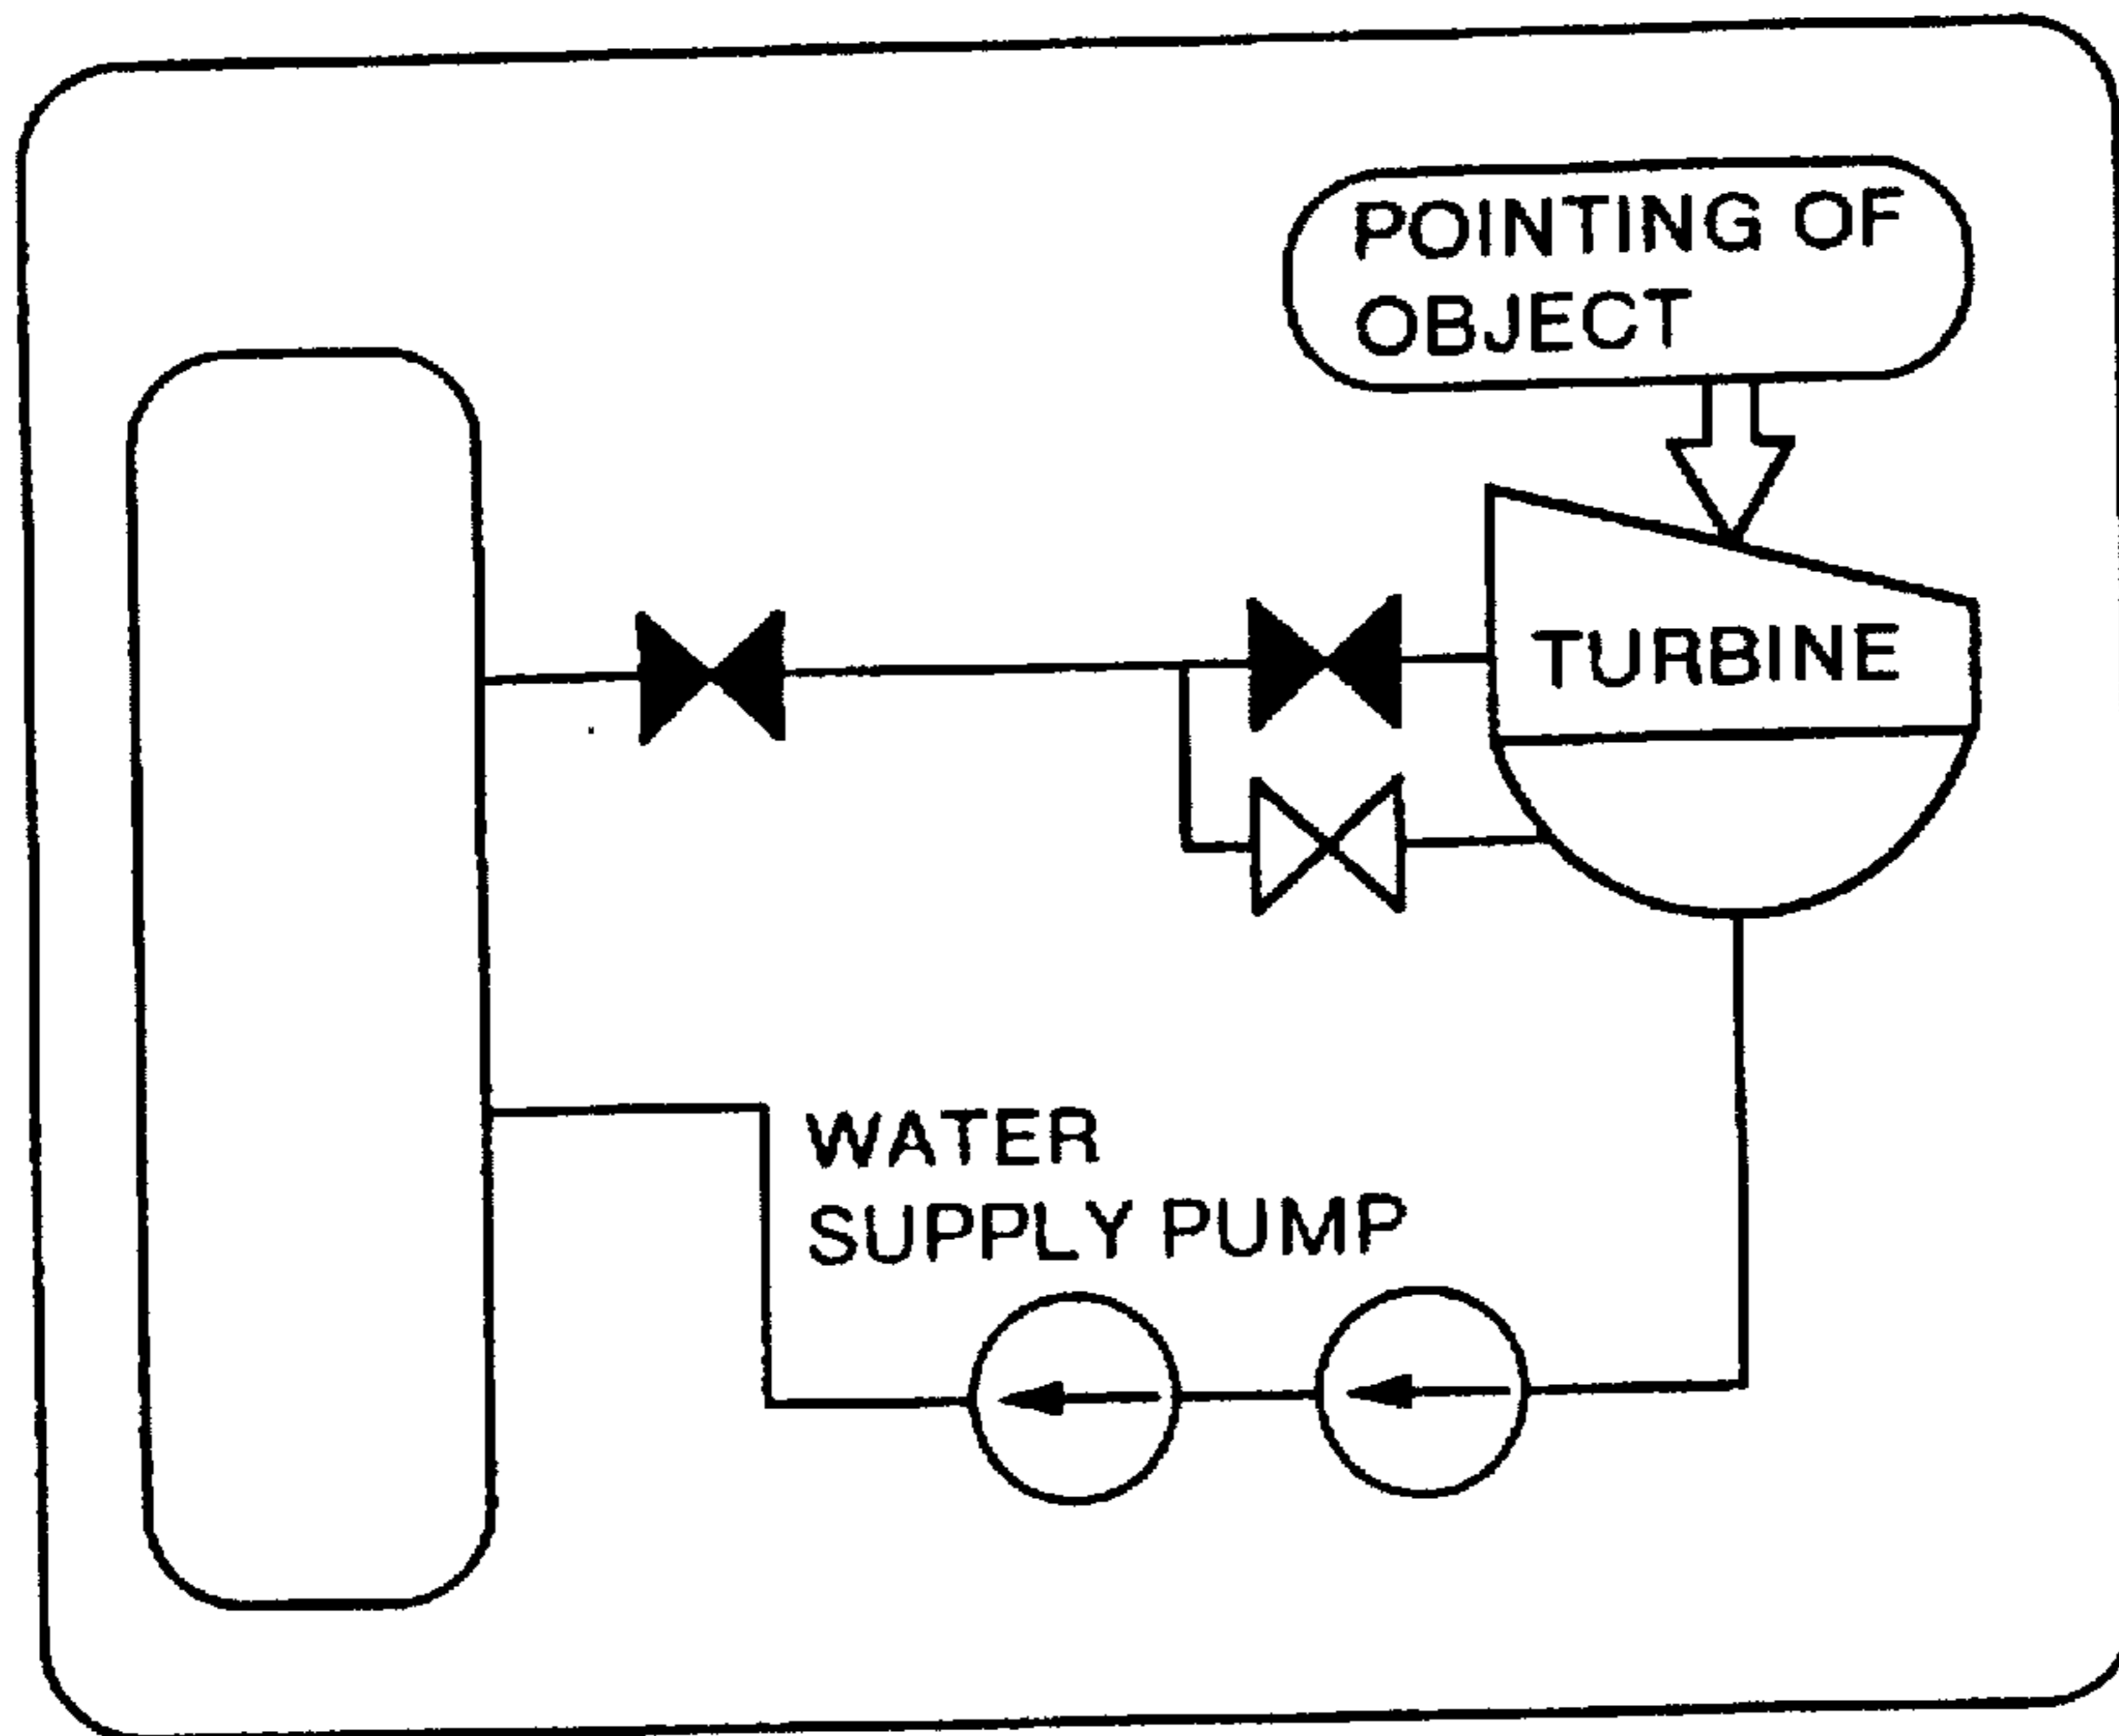 POINTING OF
OBJECT
TURBINE
WATER
SUPPLY PUMP